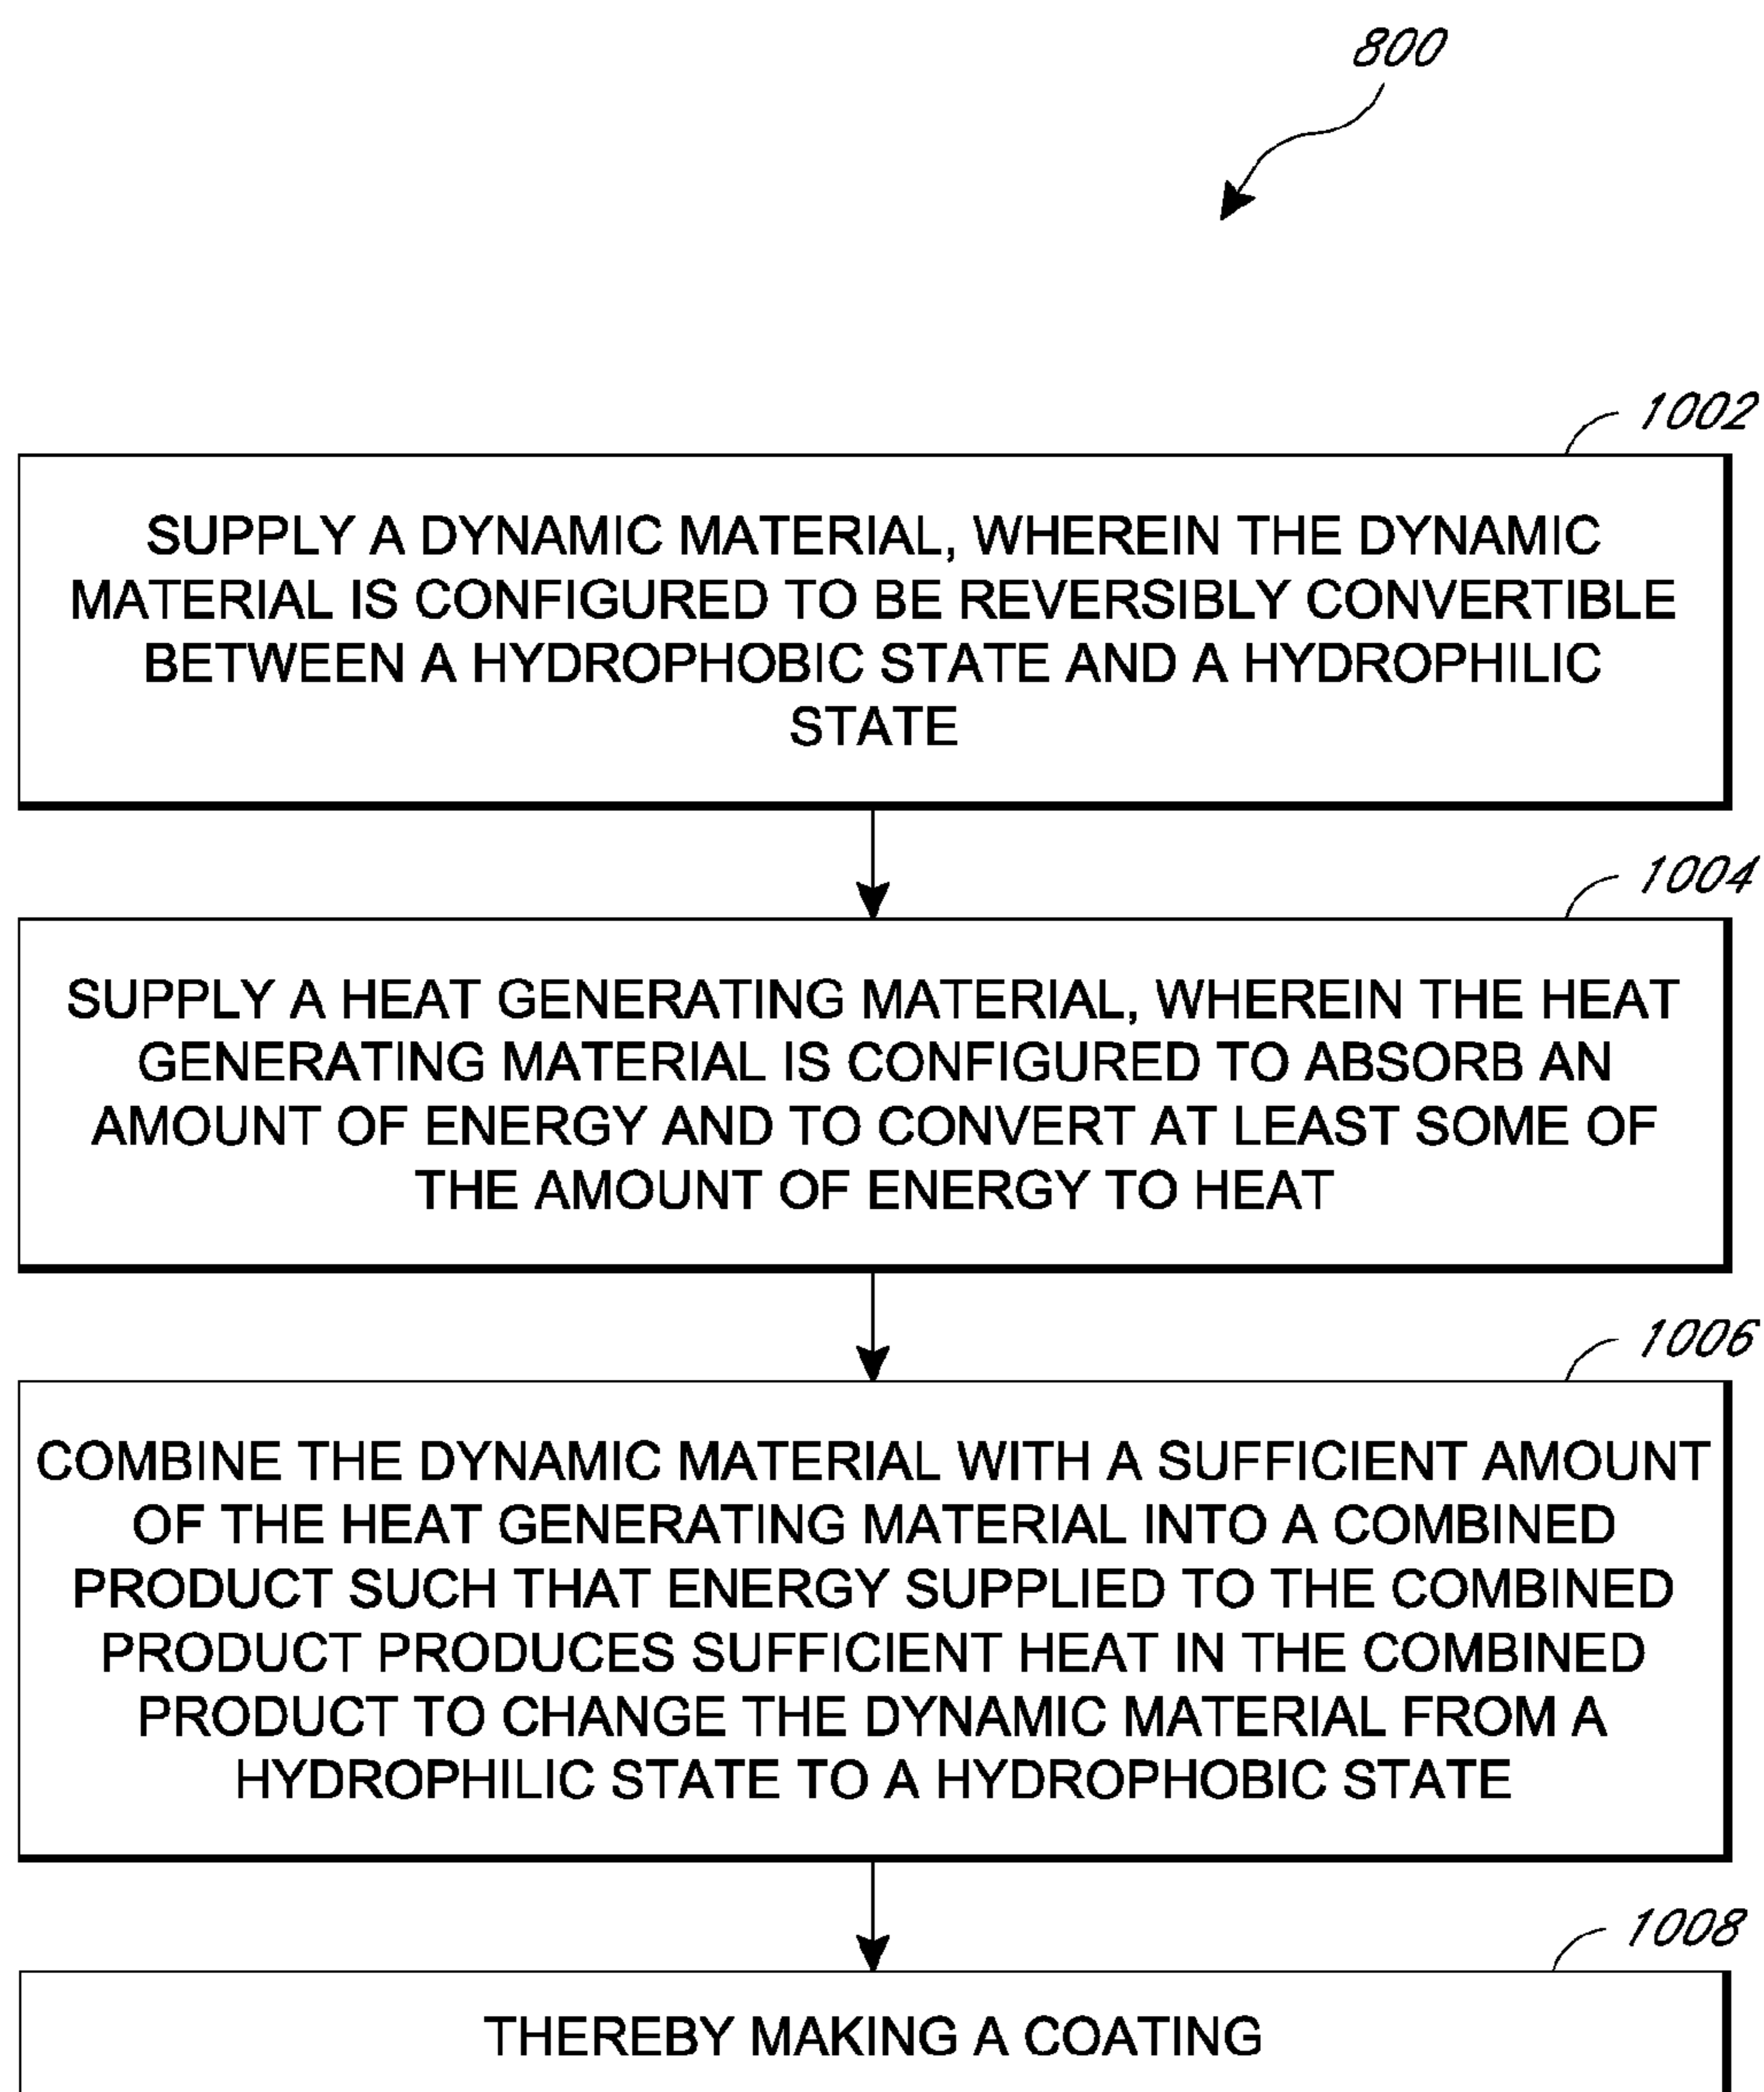 800
1002
SUPPLY A DYNAMIC MATERIAL, WHEREIN THE DYNAMIC
MATERIAL IS CONFIGURED TO BE REVERSIBLY CONVERTIBLE
BETWEEN A HYDROPHOBIC STATE AND A HYDROPHILIC
STATE
1004
SUPPLY A HEAT GENERATING MATERIAL, WHEREIN THE HEAT
GENERATING MATERIAL IS CONFIGURED TO ABSORB AN
AMOUNT OF ENERGY AND TO CONVERT AT LEAST SOME OF
THE AMOUNT OF ENERGY TO HEAT
1006
COMBINE THE DYNAMIC MATERIAL WITH A SUFFICIENT AMOUNT
OF THE HEAT GENERATING MATERIAL INTO A COMBINED
PRODUCT SUCH THAT ENERGY SUPPLIED TO THE COMBINED
PRODUCT PRODUCES SUFFICIENT HEAT IN THE COMBINED
PRODUCT TO CHANGE THE DYNAMIC MATERIAL FROM A
HYDROPHILIC STATE TO A HYDROPHOBIC STATE
1008
THEREBY MAKING A COATING